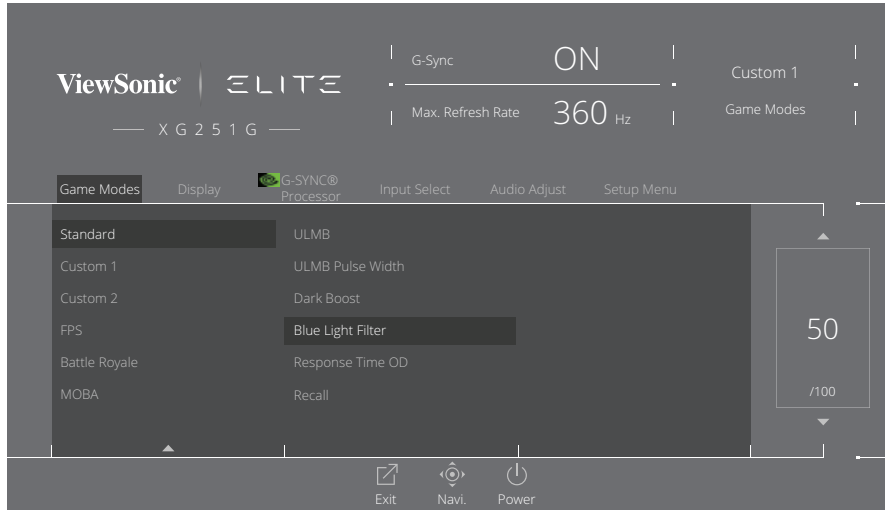 ViewSonic® ELITE
XG251G
G-Sync ON
Max. Refresh Rate 360 Hz
Custom 1
Game Modes
Game Modes Display G-SYNC® Processor Input Select Audio Adjust Setup Menu
Standard ULMB
Custom 1 ULMB Pulse Width
Custom 2 Dark Boost
FPS Blue Light Filter
Battle Royale Response Time OD
MOBA Recall
50
/100
Exit Navi. Power